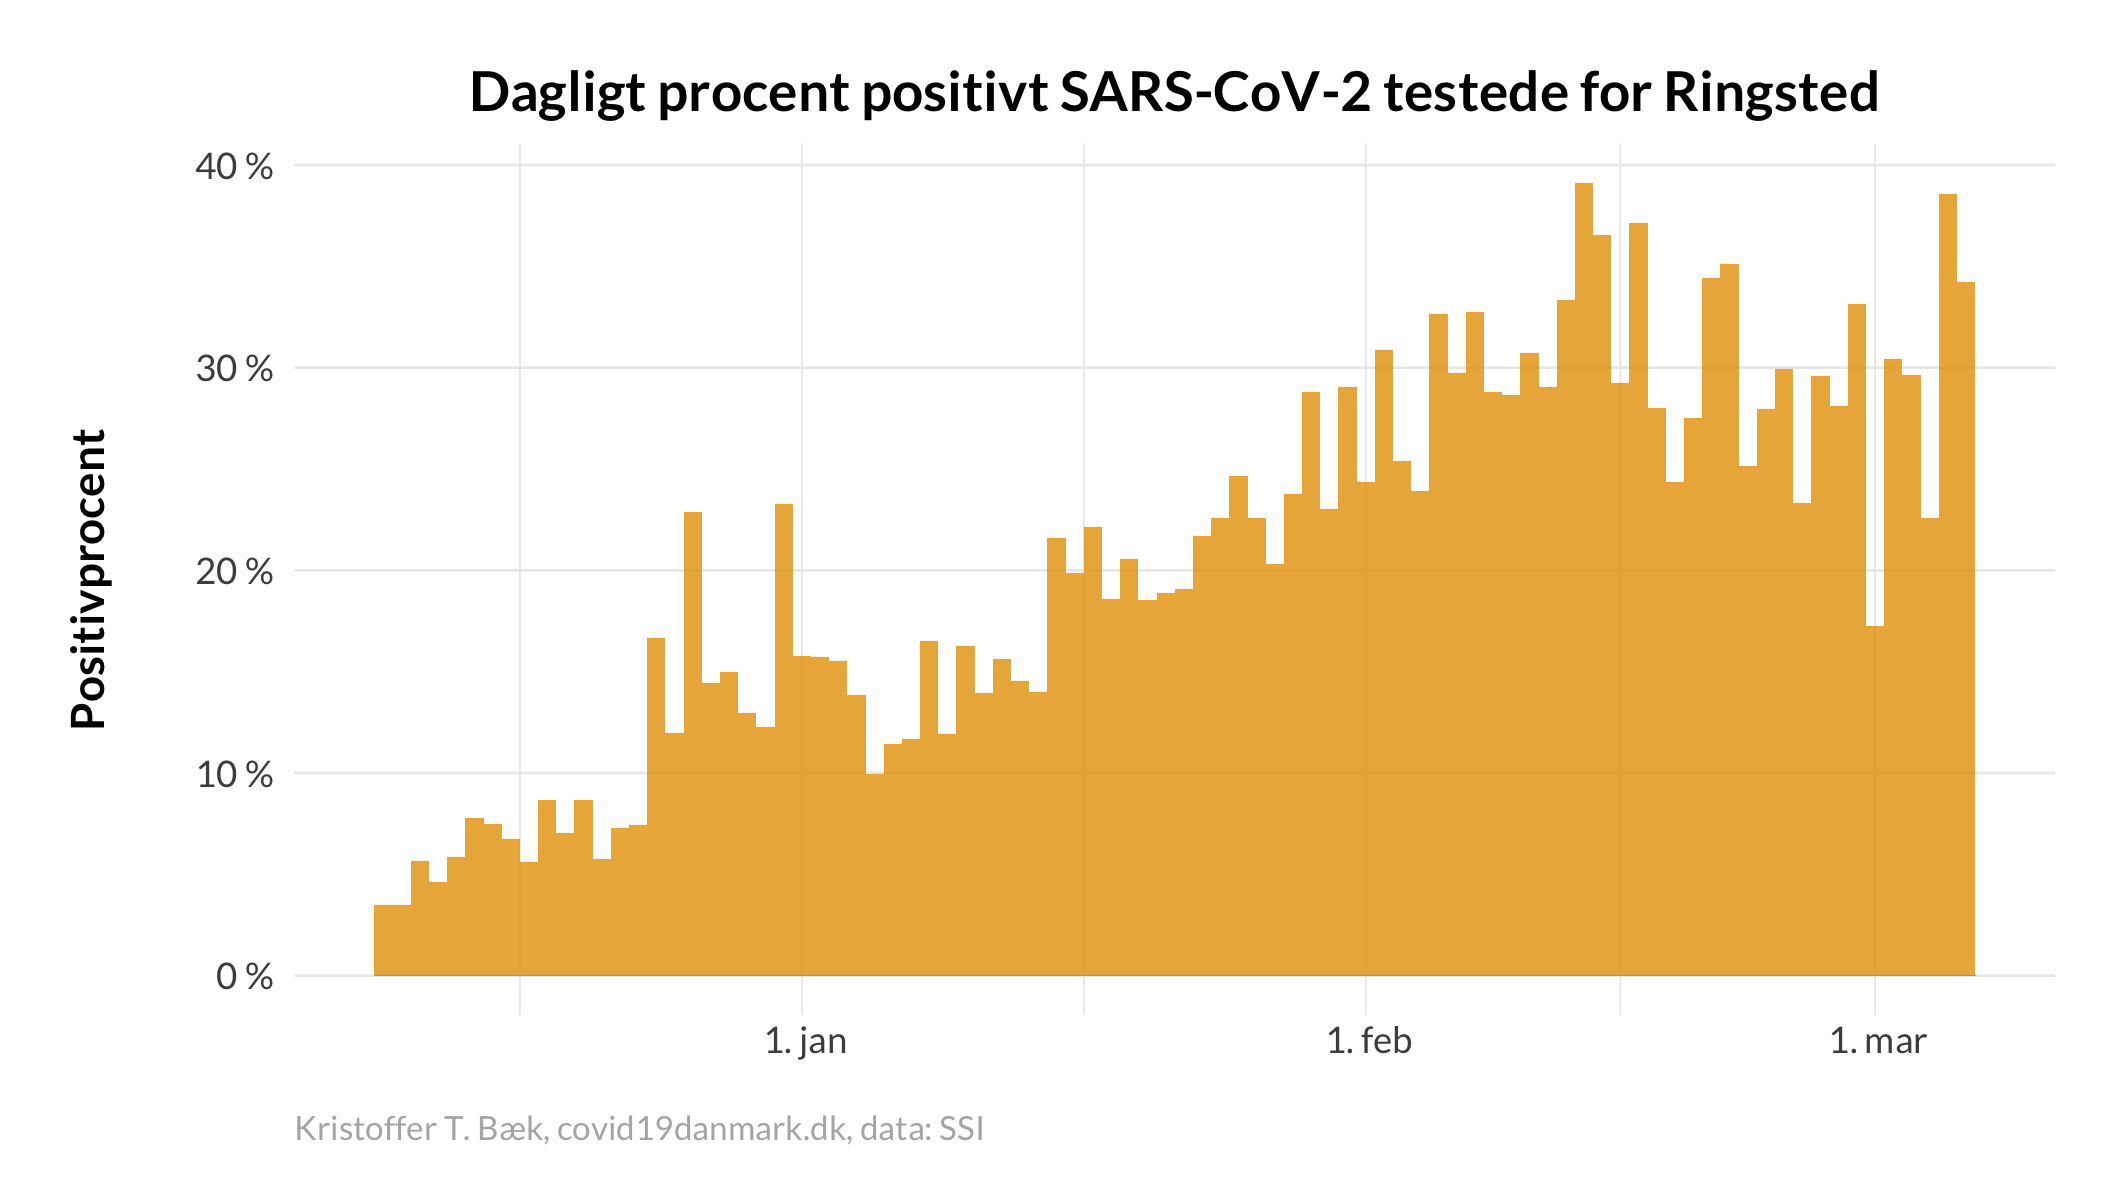 Dagligt procent positivt SARS-CoV-2 testede for Ringsted
Positivprocent
40 %
30 %
20 %
10 %
0 %
1. jan
1. feb
1. mar
Kristoffer T. Bæk, covid19danmark.dk, data: SSI